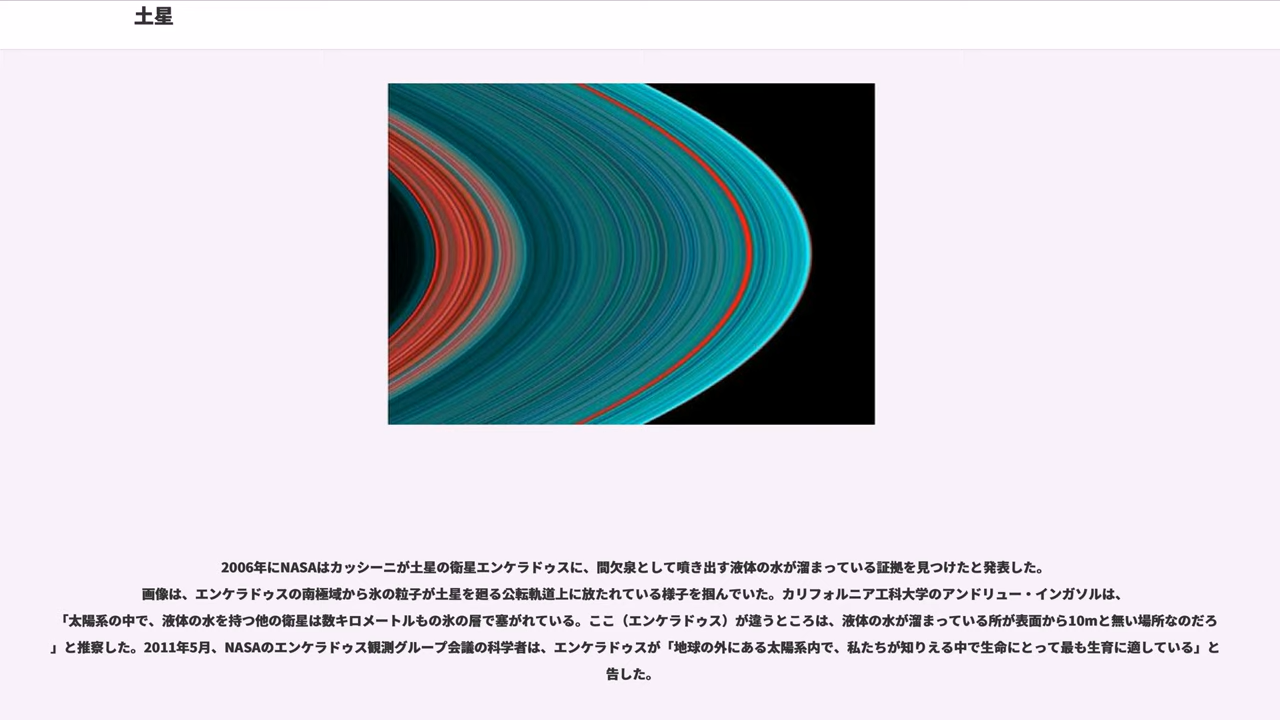 土星
2006年にNASAはカッシーニが土星の衛星エンケラドゥスに、間欠泉として噴き出す液体の水が溜まっている証拠を見つけたと発表した。
画像は、エンケラドゥスの南極域から氷の粒子が土星を廻る公転軌道上に放たれている様子を掴んでいた。カリフォルニア工科大学のアンドリュー・インガソルは、
「太陽系の中で、液体の水を持つ他の衛星は数キロメートルもの氷の層で塞がれている。ここ（エンケラドゥス）が違うところは、液体の水が溜まっている所が表面から10mと無い場所なのだろ
」と推察した。2011年5月、NASAのエンケラドゥス観測グループ会議の科学者は、エンケラドゥスが「地球の外にある太陽系内で、私たちが知りえる中で生命にとって最も生育に適している」と
告した。